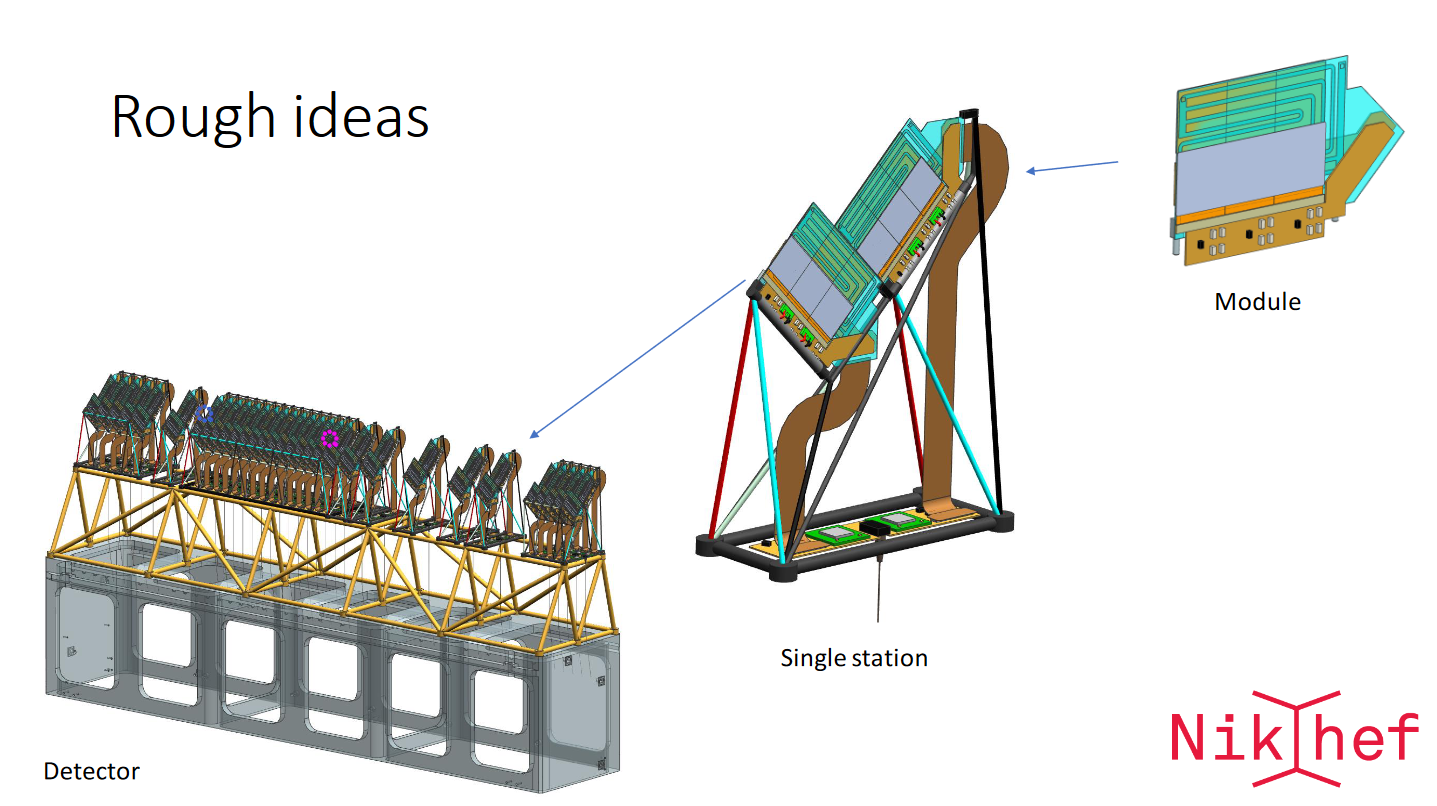 Rough ideas
Module
Single station
Detector
Nikhef